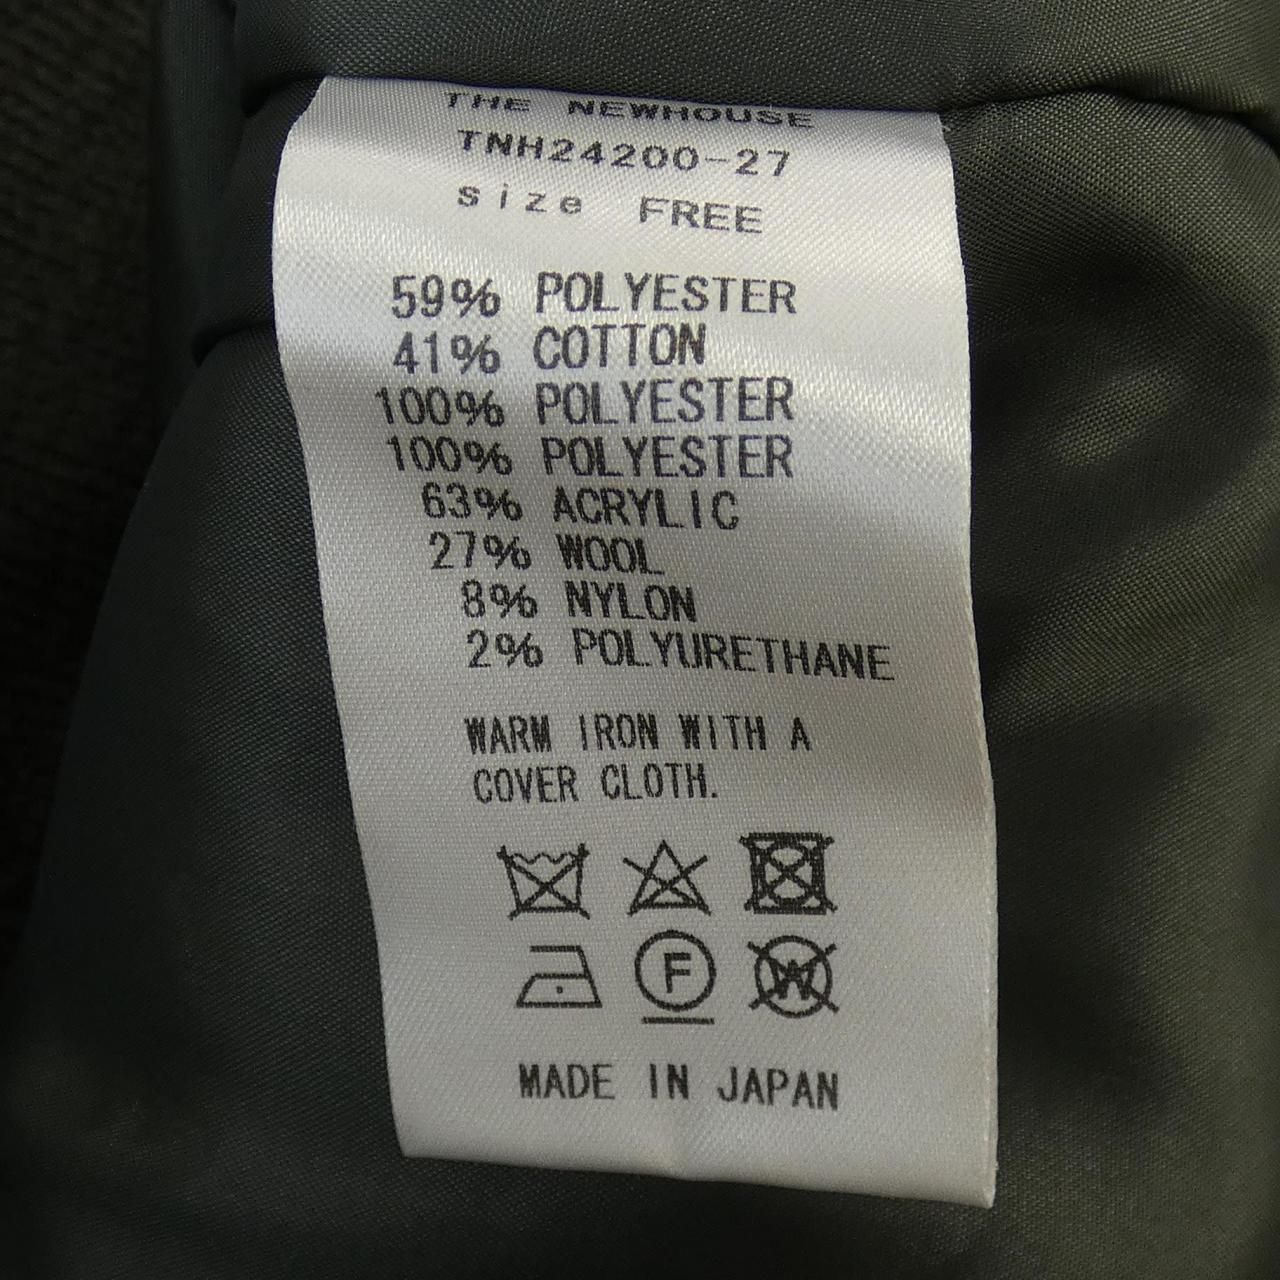 THE NEWHOUSE
TNH24200-27
size FREE
59% POLYESTER
41% COTTON
100% POLYESTER
100% POLYESTER
63% ACRYLIC
27% WOOL
8% NYLON
2% POLYURETHANE
WARM IRON WITH A
COVER CLOTH.
F W
MADE IN JAPAN